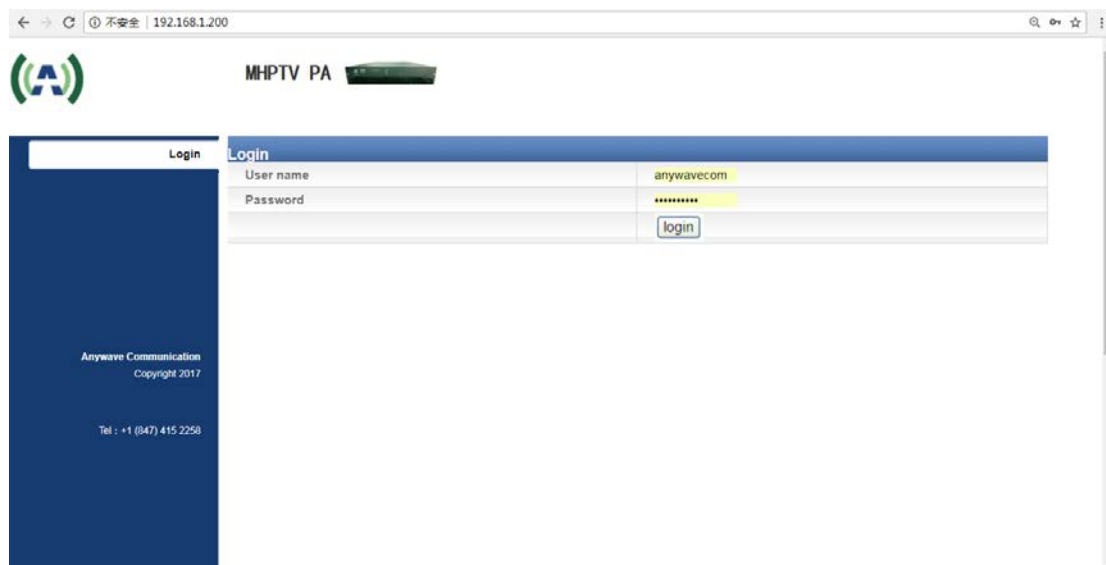 不安全 | 192.168.1.200
MHPTV PA
Login
Login
User name anywavecom
Password ••••••••••
login
Anywave Communication
Copyright 2017
Tel : +1 (847) 415 2258